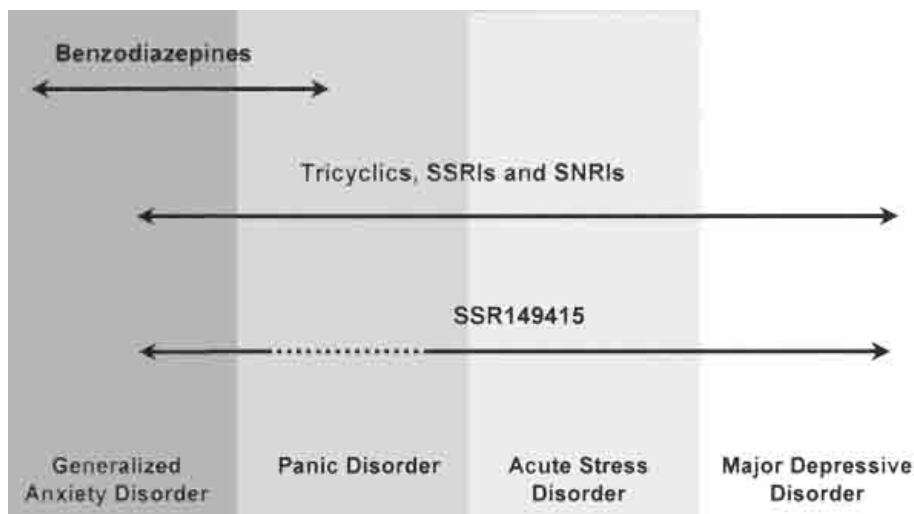 Benzodiazepines
Tricyclics, SSRIs and SNRIs
SSR149415
Generalized
Anxiety Disorder
Panic Disorder
Acute Stress
Disorder
Major Depressive
Disorder